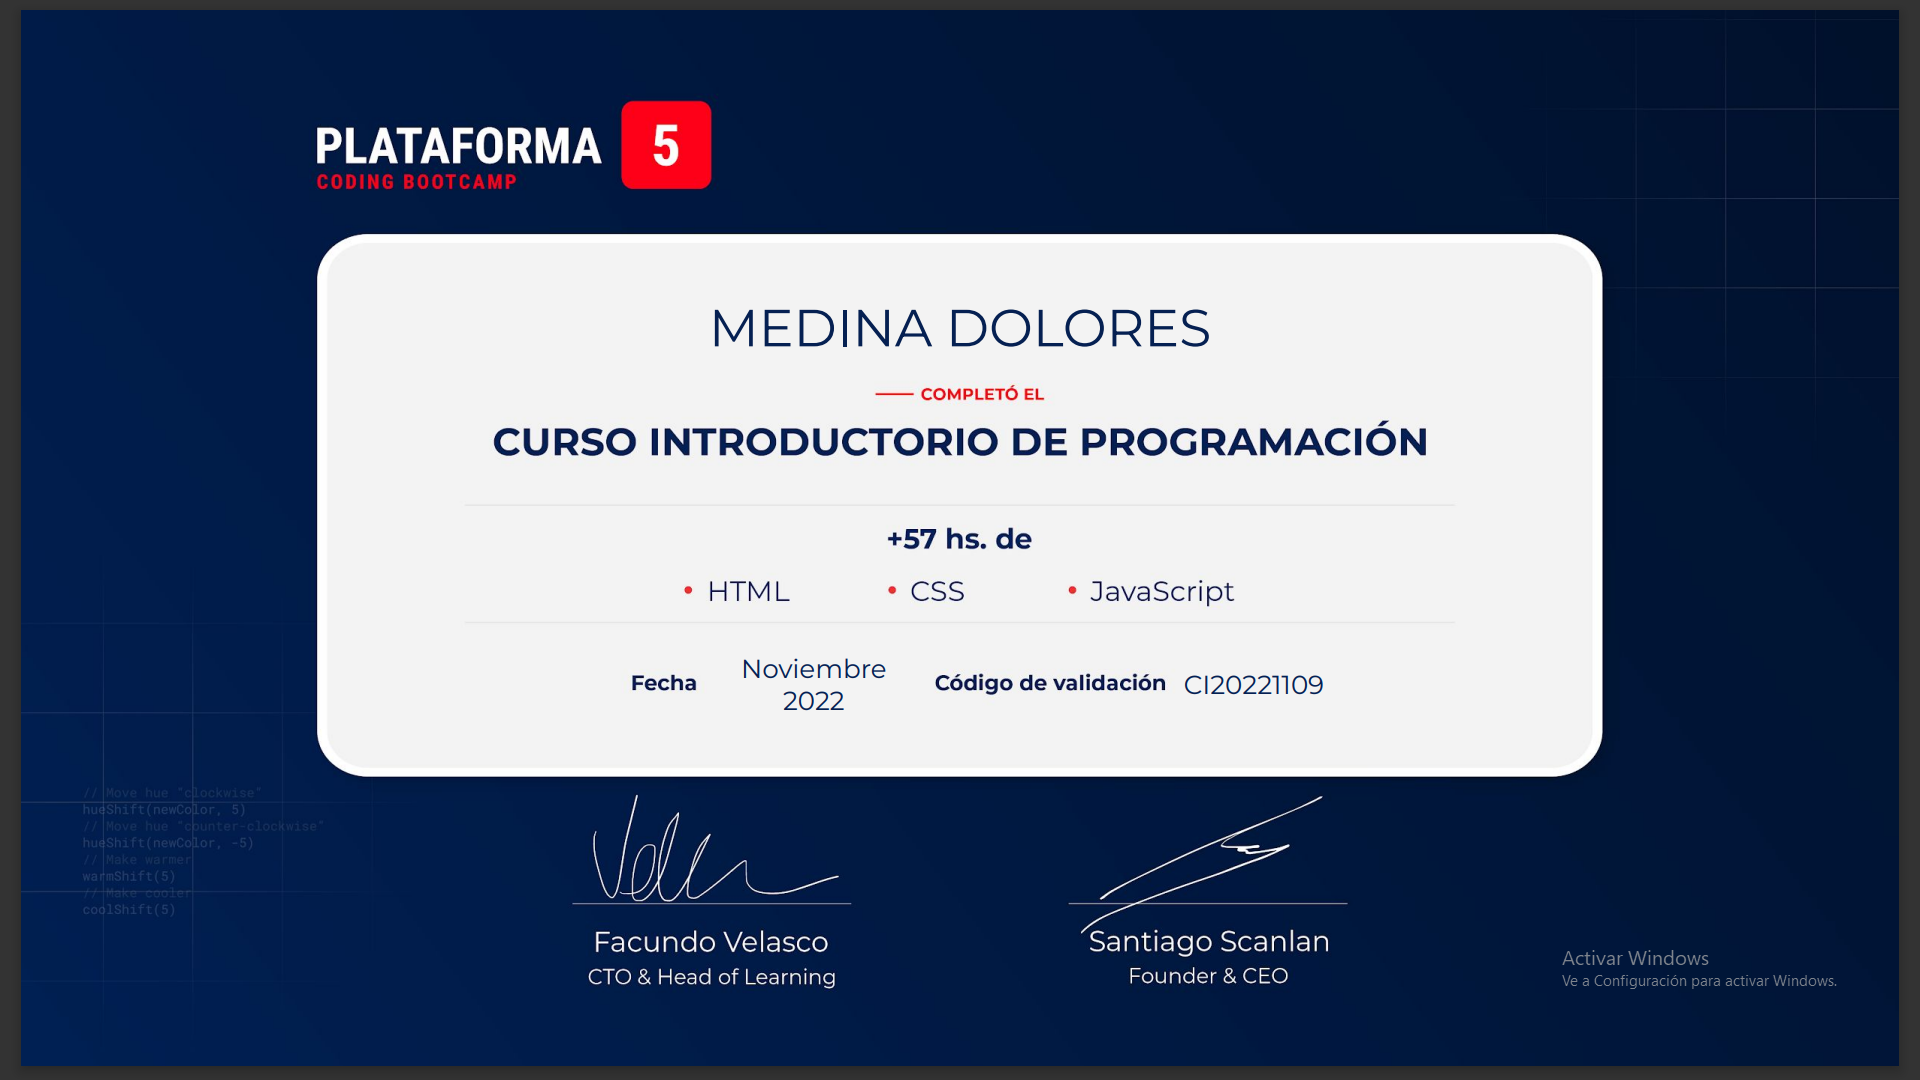 PLATAFORMA 5
CODING BOOTCAMP
MEDINA DOLORES
COMPLETÓ EL
CURSO INTRODUCTORIO DE PROGRAMACIÓN
+57 hs. de
• HTML • CSS • JavaScript
Fecha Noviembre 2022 Código de validación CI20221109
// Move hue "clockwise"
hueShift(newColor, 5)
// Move hue "counter-clockwise"
hueShift(newColor, -5)
// Make warmer
warmShift(5)
// Make cooler
coolShift(5)
Facundo Velasco
CTO & Head of Learning
Santiago Scanlan
Founder & CEO
Activar Windows
Ve a Configuración para activar Windows.